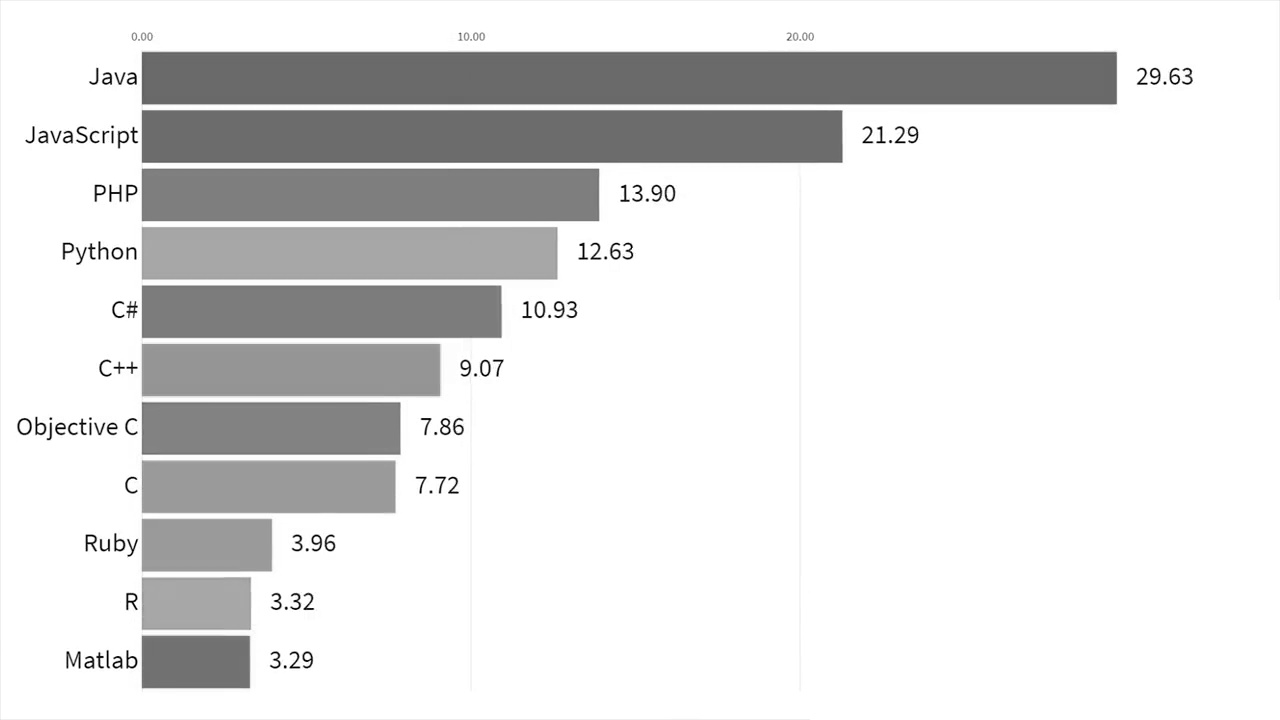 0.00 10.00 20.00
Java 29.63
JavaScript 21.29
PHP 13.90
Python 12.63
C# 10.93
C++ 9.07
Objective C 7.86
C 7.72
Ruby 3.96
R 3.32
Matlab 3.29